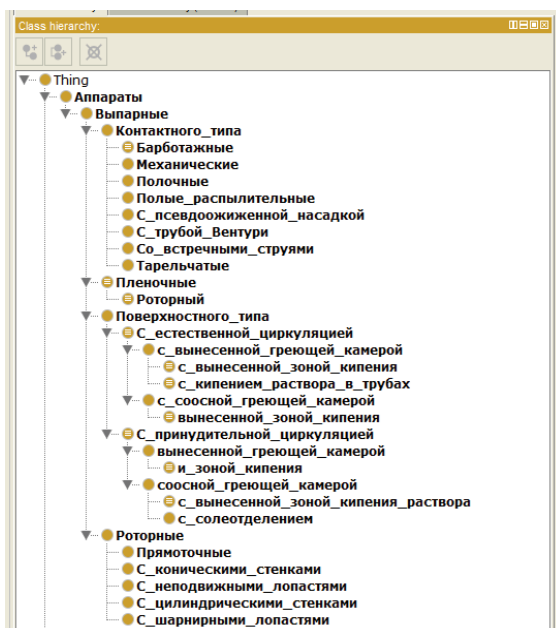 Class hierarchy:
Thing
Аппараты
Выпарные
Контактного_типа
Барботажные
Механические
Полочные
Полые_распылительные
С_псевдоожиженной_насадкой
С_трубой_Вентури
Со_встречными_струями
Тарельчатые
Пленочные
Роторный
Поверхностного_типа
С_естественной_циркуляцией
с_вынесенной_греющей_камерой
с_вынесенной_зоной_кипения
с_кипением_раствора_в_трубах
с_соосной_греющей_камерой
вынесенной_зоной_кипения
С_принудительной_циркуляцией
вынесенной_греющей_камерой
и_зоной_кипения
соосной_греющей_камерой
с_вынесенной_зоной_кипения_раствора
с_солеотделением
Роторные
Прямоточные
С_коническими_стенками
С_неподвижными_лопастями
С_цилиндрическими_стенками
С_шарнирными_лопастями